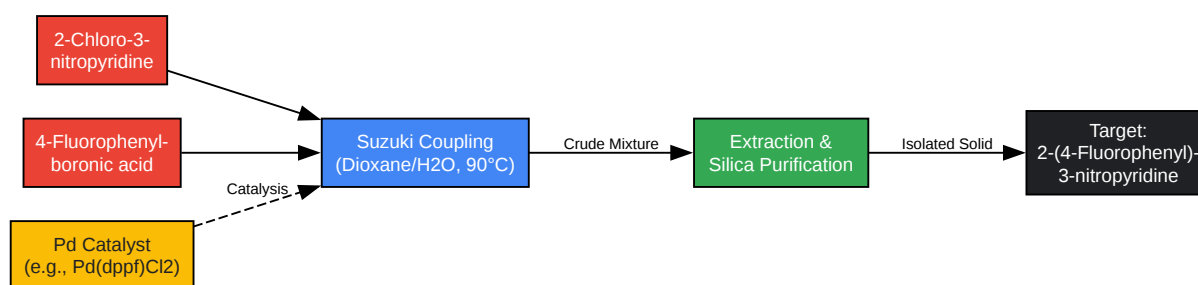 2-Chloro-3-
nitropyridine
4-Fluorophenyl-
boronic acid
Pd Catalyst
(e.g., Pd(dppf)Cl2)
Catalysis
Suzuki Coupling
(Dioxane/H2O, 90°C)
Crude Mixture
Extraction &
Silica Purification
Isolated Solid
Target:
2-(4-Fluorophenyl)-
3-nitropyridine